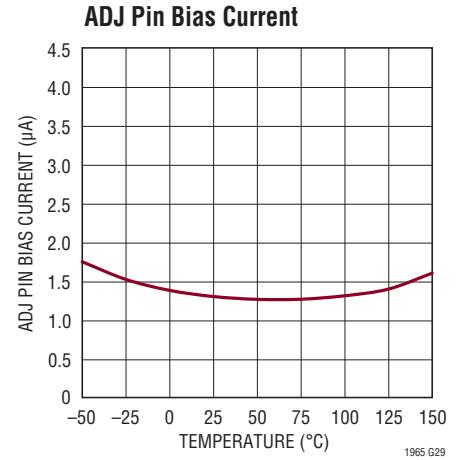 ADJ Pin Bias Current
ADJ PIN BIAS CURRENT (µA)
4.5
4.0
3.5
3.0
2.5
2.0
1.5
1.0
0.5
0
–50 –25 0 25 50 75 100 125 150
TEMPERATURE (°C)
1965 G29